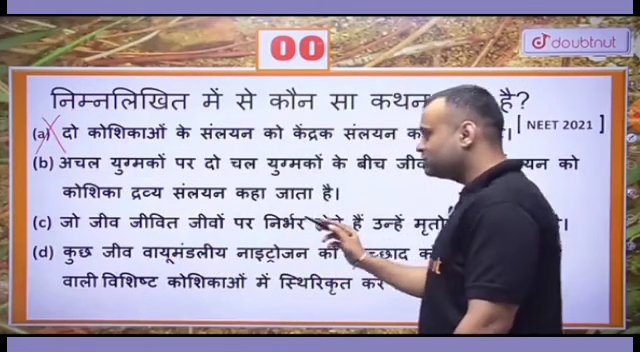 00
doubtnut
निम्नलिखित में से कौन सा कथन है?
[ NEET 2021 ]
(a) दो कोशिकाओं के संलयन को केंद्रक संलयन
(b) अचल युग्मकों पर दो चल युग्मकों के बीच को
कोशिका द्रव्य संलयन कहा जाता है।
(c) जो जीव जीवित जीवों पर निर्भर हैं उन्हें है।
(d) कुछ जीव वायुमंडलीय नाइट्रोजन
वाली विशिष्ट कोशिकाओं में स्थिरिकृत कर